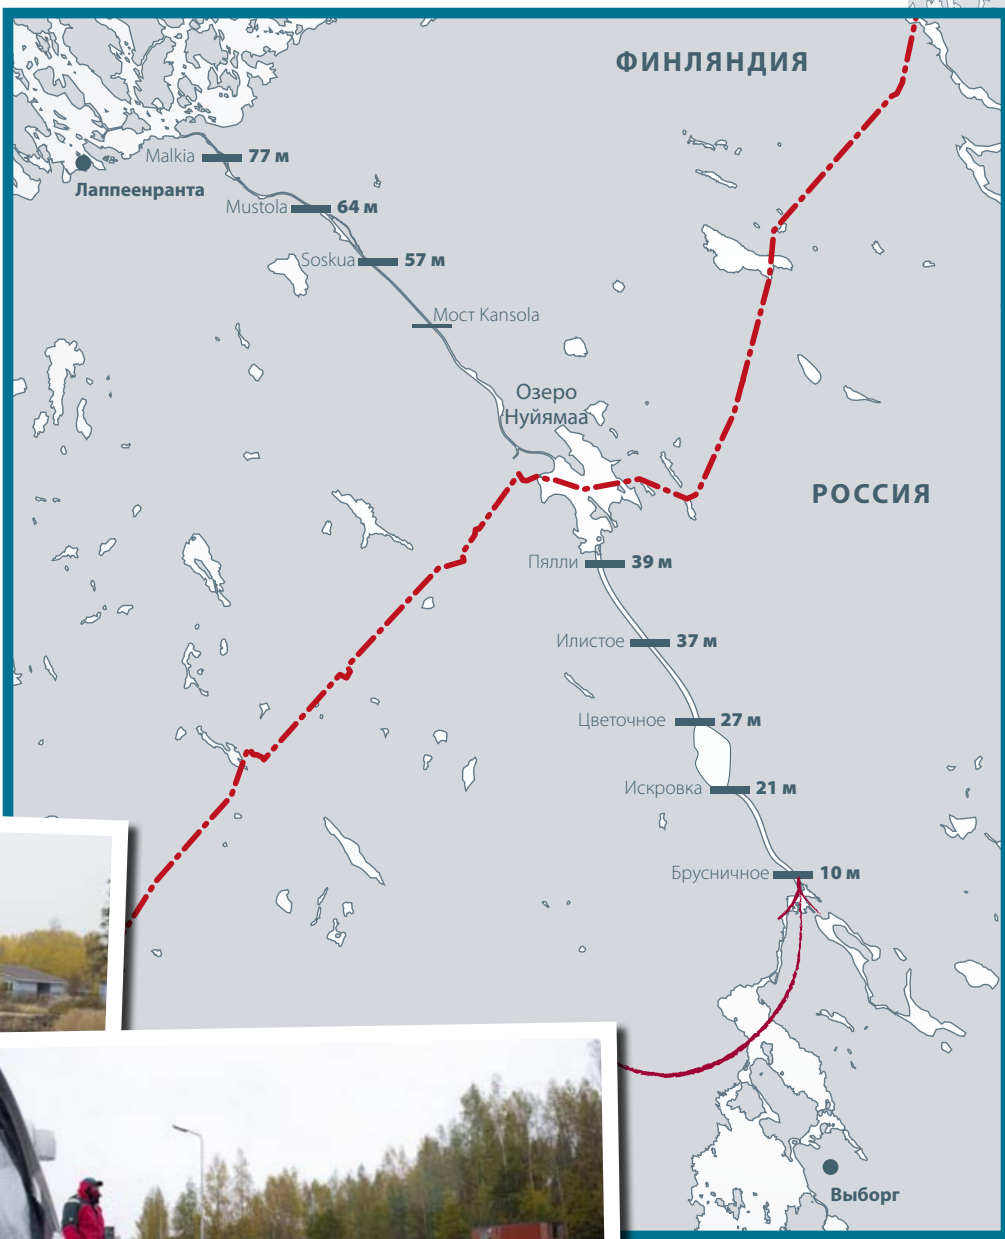 ФИНЛЯНДИЯ
Malkia 77 м
Лаппеенранта
Mustola 64 м
Soskua 57 м
Мост Kansola
Озеро
Нуйямаа
РОССИЯ
Пялли 39 м
Илистое 37 м
Цветочное 27 м
Искровка 21 м
Брусничное 10 м
Выборг